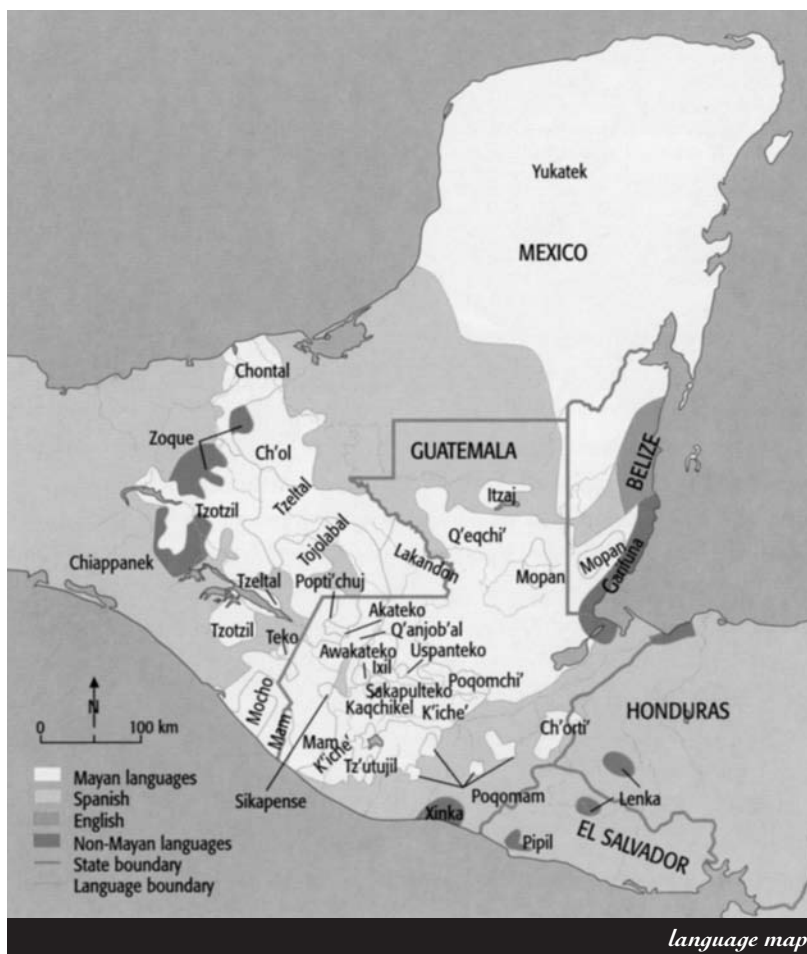 Yukatek
MEXICO
Chontal
Zoque
Ch'ol
GUATEMALA
BELIZE
Itzaj
Tzeltal
Tzotzil
Q'eqchi'
Tojolabal
Lakandon
Mopan
Mopan
Garifuna
Chiappanek
Tzeltal
Popti'chuj
Akateko
Tzotzil
Teko
Q'anjob'al
Awakateko
Uspanteko
Ixil
Sakapulteko
Poqomchi'
Kaqchikel
K'iche'
Mocho
Mam
HONDURAS
Ch'orti'
Mam
K'iche'
Tz'utujil
Sikapense
Poqomam
Lenka
Xinka
Pipil
EL SALVADOR
N
0 100 km
Mayan languages
Spanish
English
Non-Mayan languages
State boundary
Language boundary
language map